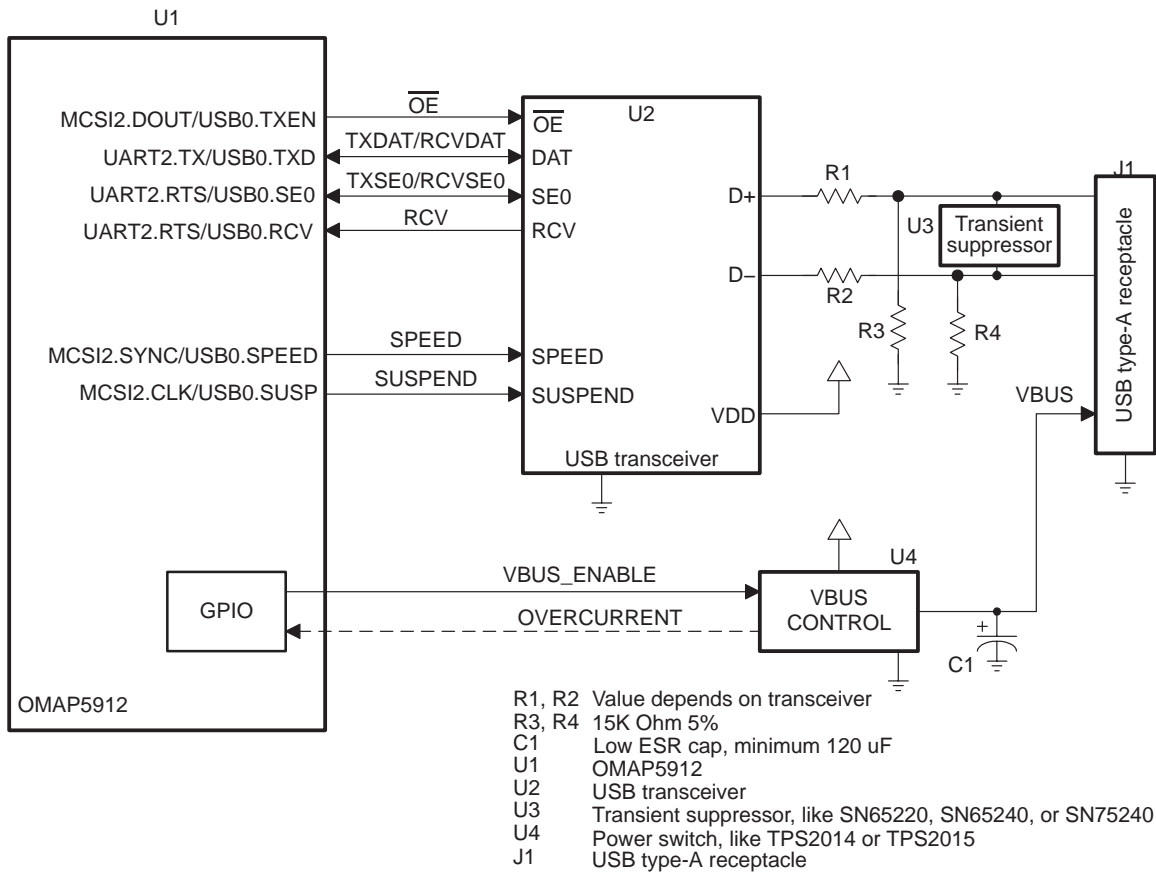 U1
MCSI2.DOUT/USB0.TXEN
UART2.TX/USB0.TXD
UART2.RTS/USB0.SE0
UART2.RTS/USB0.RCV
MCSI2.SYNC/USB0.SPEED
MCSI2.CLK/USB0.SUSP
GPIO
OMAP5912
OE
TXDAT/RCVDAT
TXSE0/RCVSE0
RCV
SPEED
SUSPEND
U2
OE
DAT
SE0
RCV
SPEED
SUSPEND
D+
D−
VDD
USB transceiver
R1
R2
R3
R4
U3
Transient
suppressor
J1
USB type-A receptacle
VBUS
VBUS_ENABLE
OVERCURRENT
U4
VBUS
CONTROL
+
C1
R1, R2 Value depends on transceiver
R3, R4 15K Ohm 5%
C1 Low ESR cap, minimum 120 uF
U1 OMAP5912
U2 USB transceiver
U3 Transient suppressor, like SN65220, SN65240, or SN75240
U4 Power switch, like TPS2014 or TPS2015
J1 USB type-A receptacle